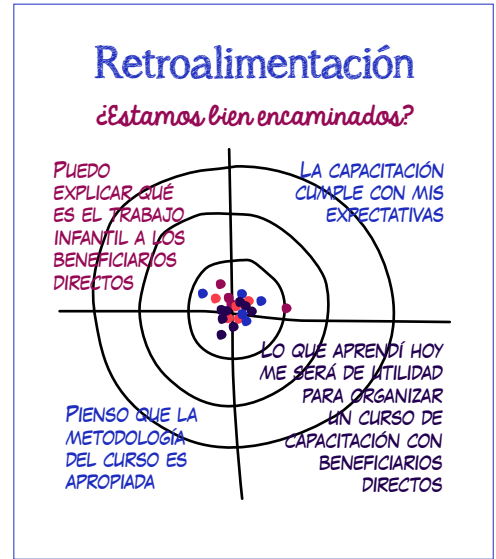 Retroalimentación
¿Estamos bien encaminados?
PUEDO
EXPLICAR QUÉ
ES EL TRABAJO
INFANTIL A LOS
BENEFICIARIOS
DIRECTOS
LA CAPACITACIÓN
CUMPLE CON MIS
EXPECTATIVAS
PIENSO QUE LA
METODOLOGÍA
DEL CURSO ES
APROPIADA
LO QUE APRENDÍ HOY
ME SERÁ DE UTILIDAD
PARA ORGANIZAR
UN CURSO DE
CAPACITACIÓN CON
BENEFICIARIOS
DIRECTOS